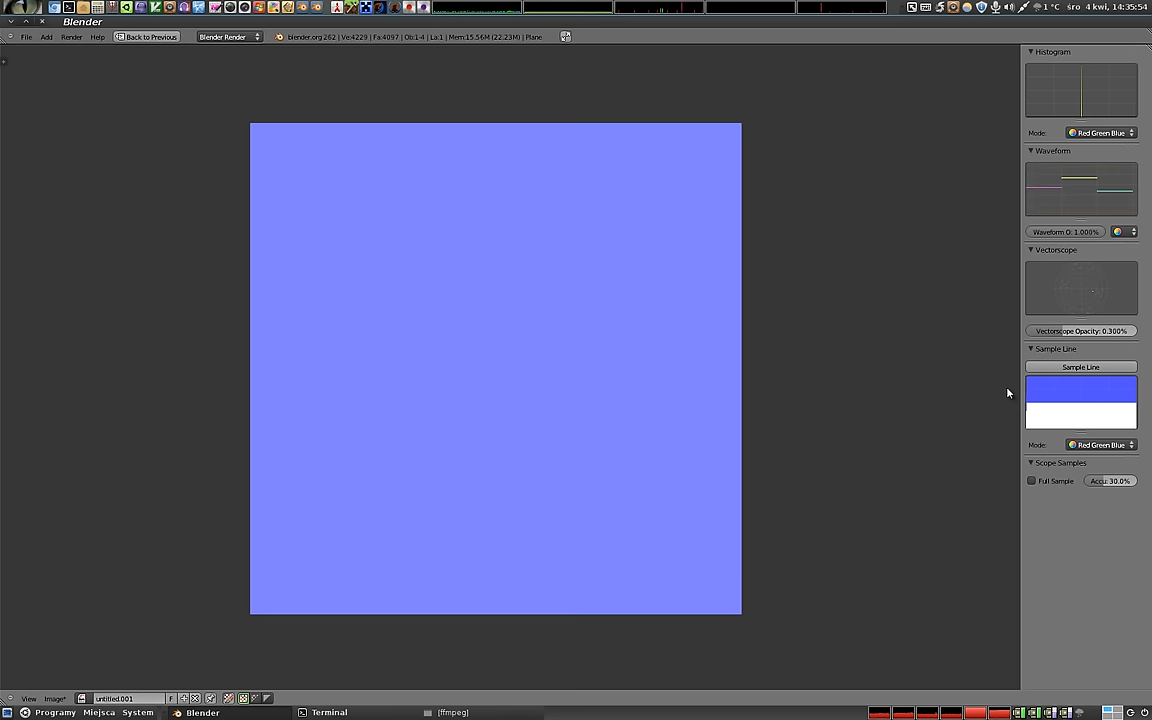 1 °C śro 4 kwi, 14:35:54
Blender
File Add Render Help Back to Previous Blender Render blender.org 262 | Ve:4229 | Fa:4097 | Ob:1-4 | La:1 | Mem:15.56M (22.23M) | Plane
Histogram
Mode: Red Green Blue
Waveform
Waveform O: 1.000%
Vectorscope
Vectorscope Opacity: 0.300%
Sample Line
Sample Line
Mode: Red Green Blue
Scope Samples
Full Sample Accu: 30.0%
View Image* untitled.001 F
Programy Miejsca System Blender Terminal [ffmpeg]